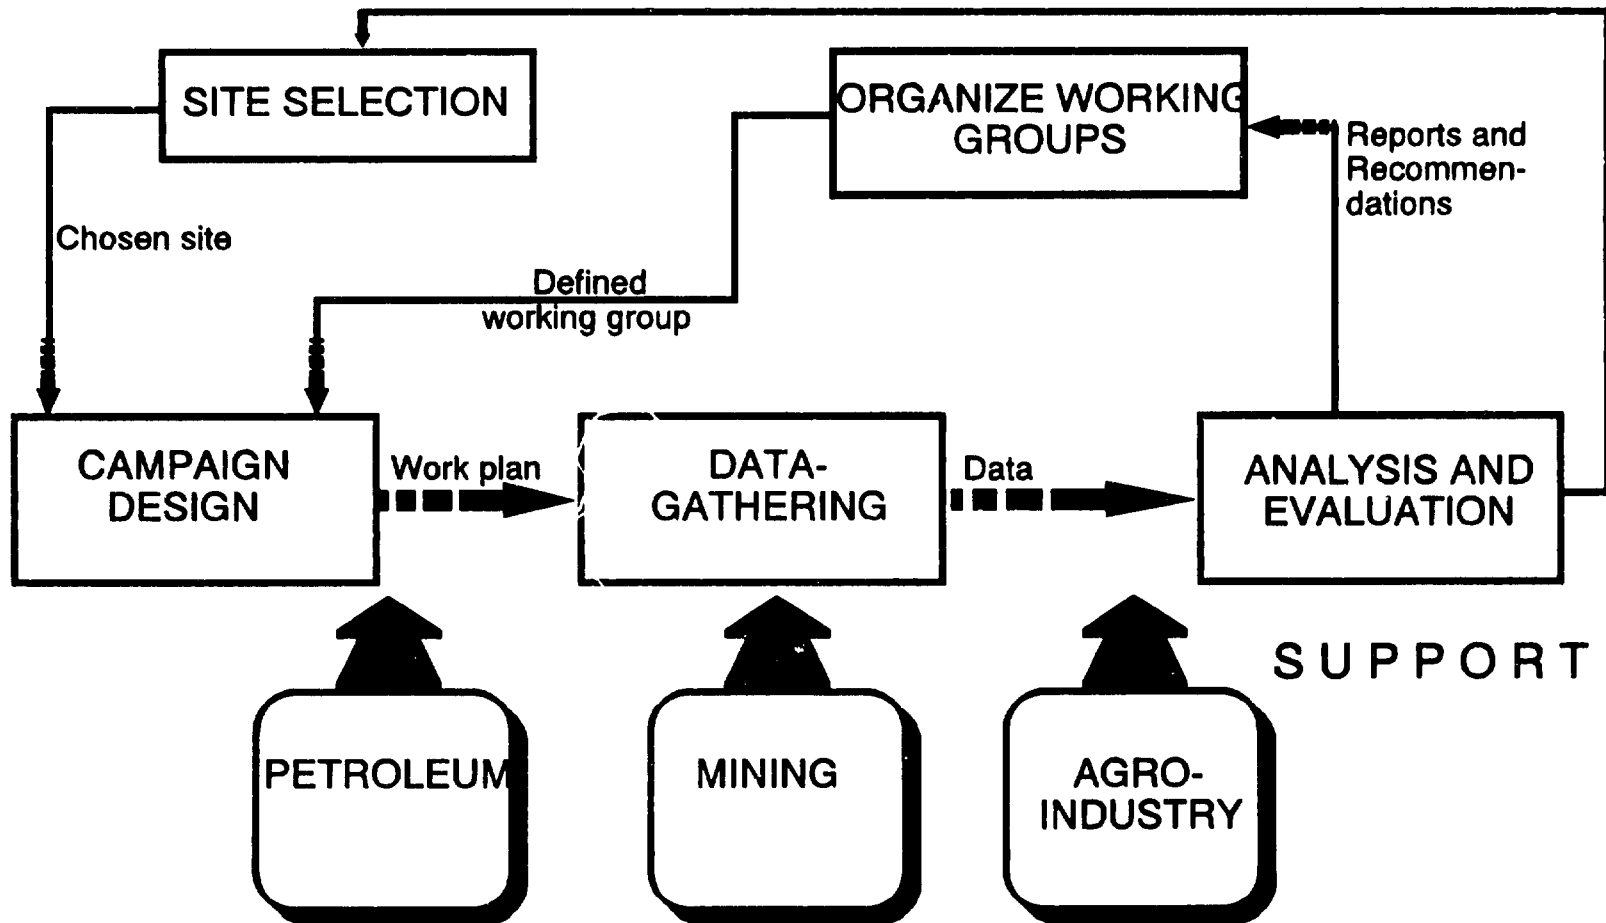 SITE SELECTION
ORGANIZE WORKING
GROUPS
Reports and
Recommen-
dations
Chosen site
Defined
working group
CAMPAIGN
DESIGN
Work plan
DATA-
GATHERING
Data
ANALYSIS AND
EVALUATION
SUPPORT
PETROLEUM
MINING
AGRO-
INDUSTRY